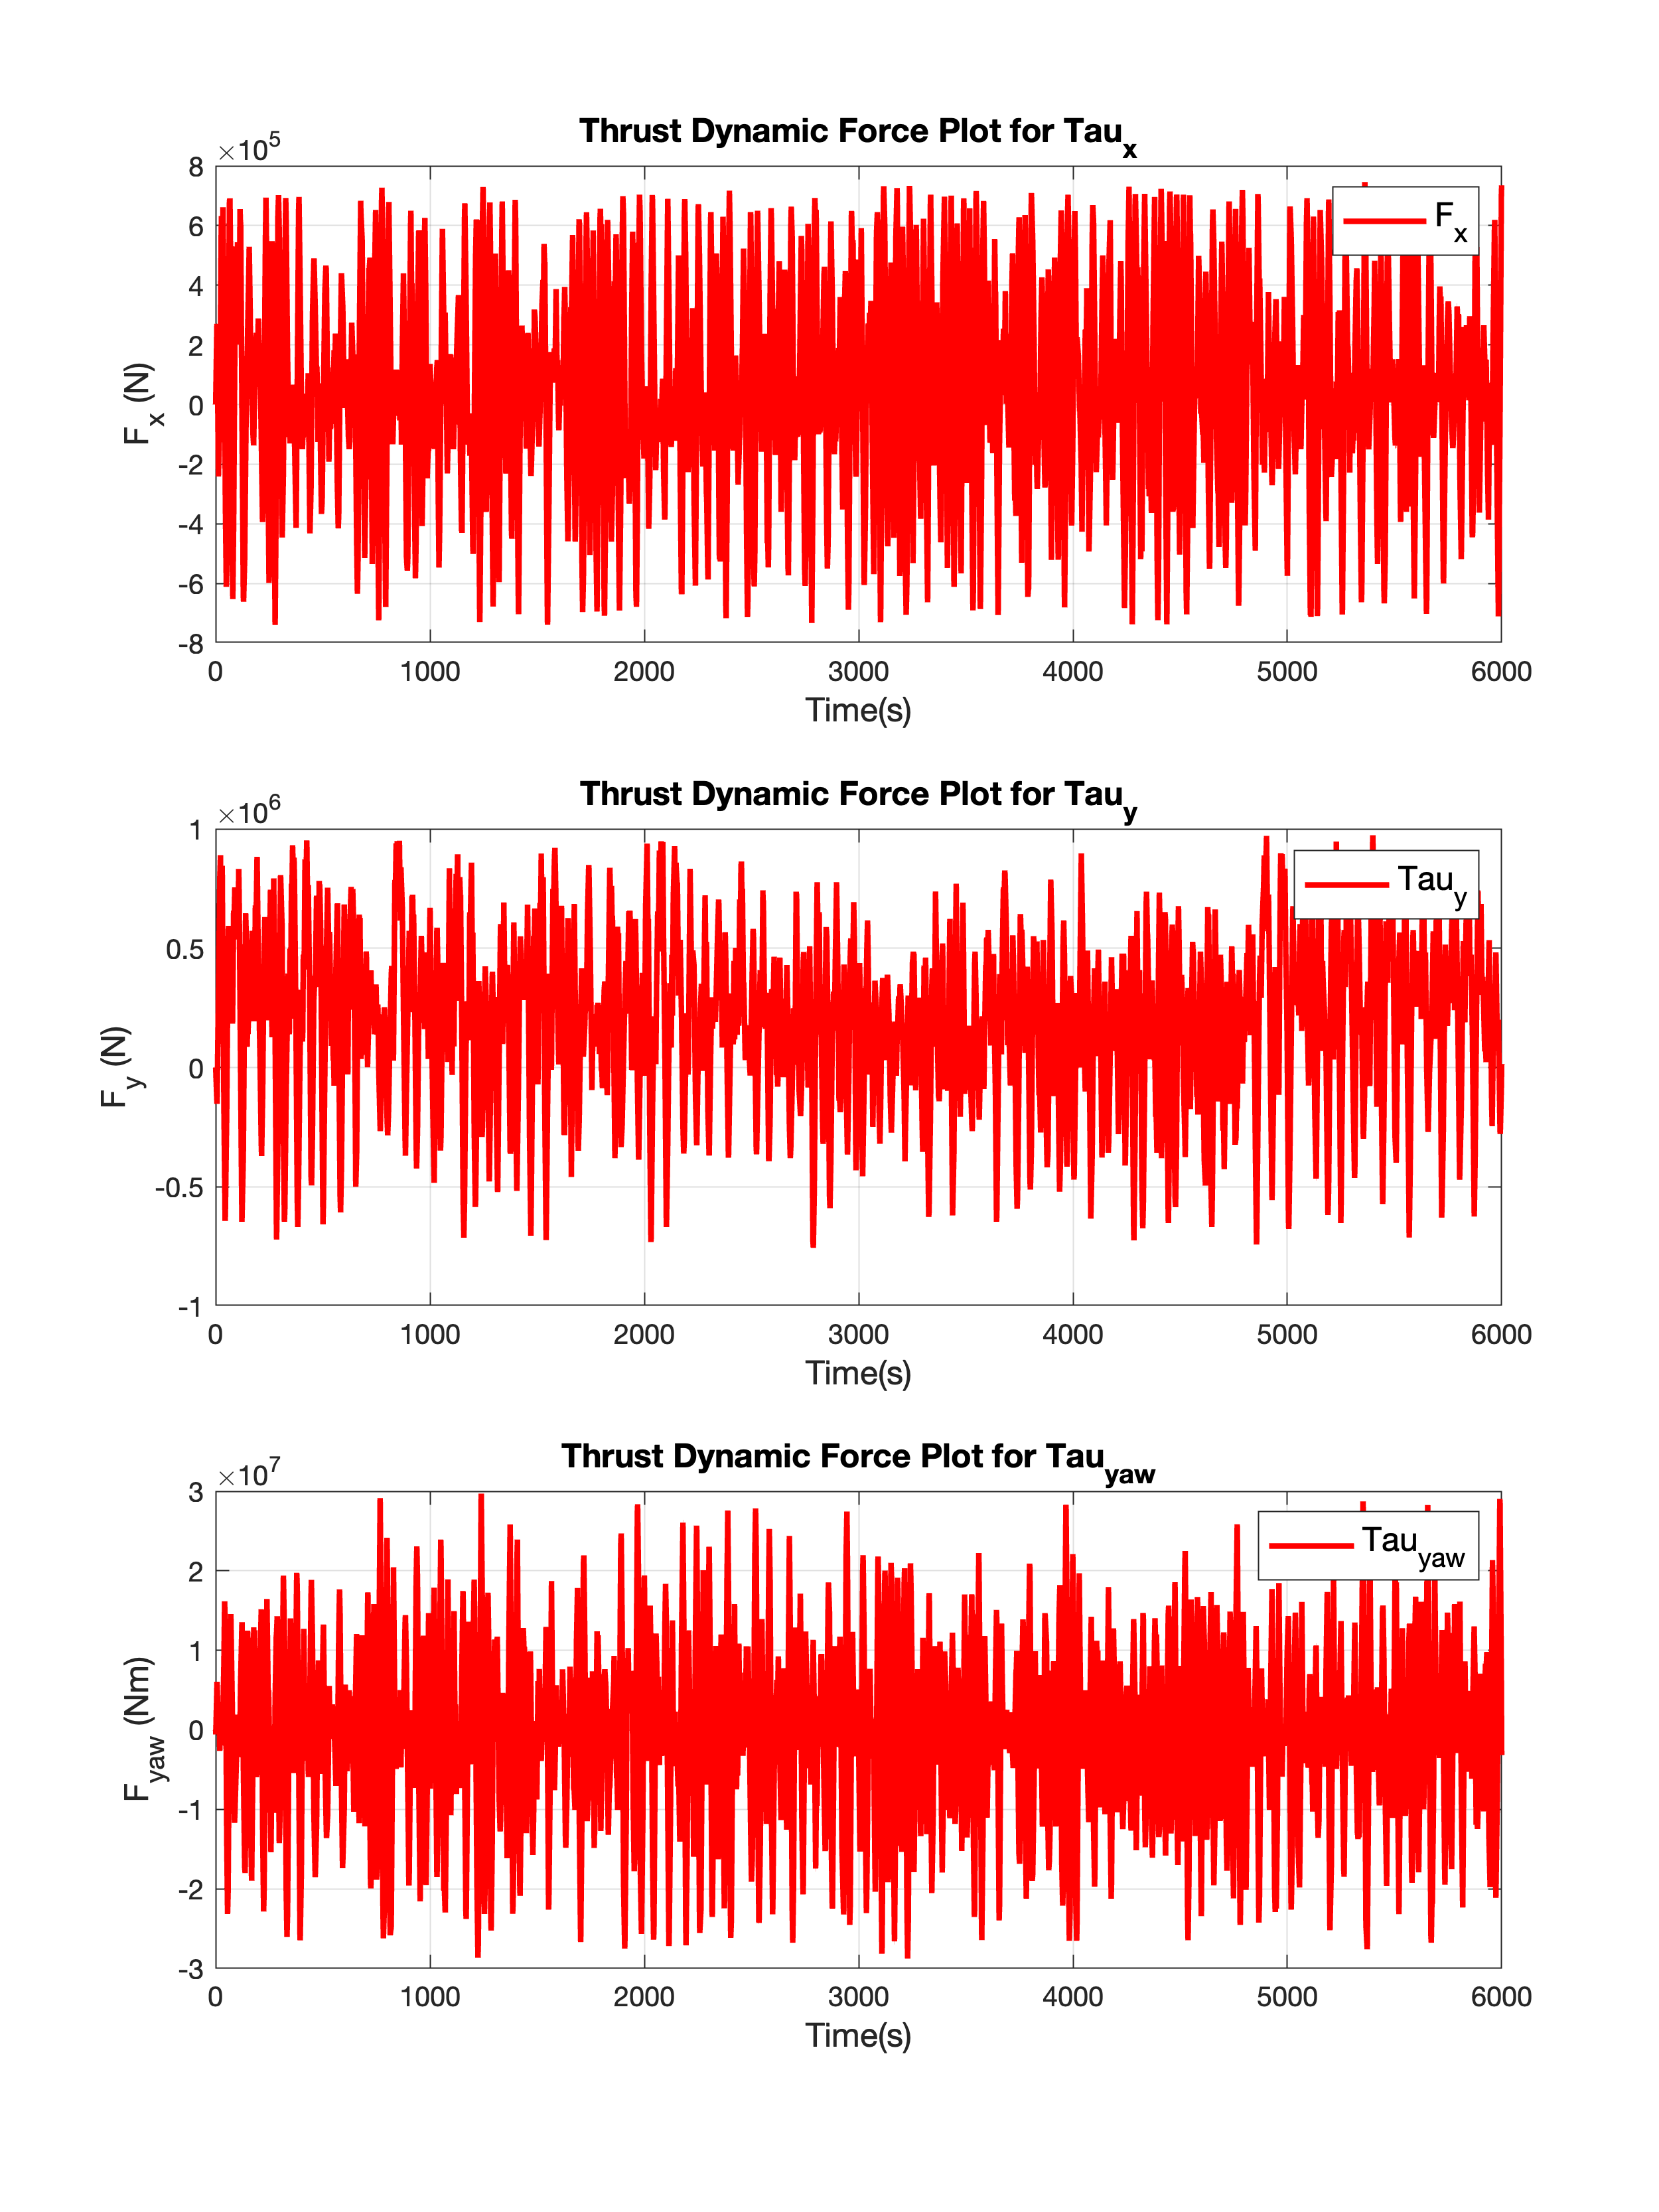 Thrust Dynamic Force Plot for Tau_x
×10^5
8
6
4
2
0
-2
-4
-6
-8
F_x (N)
F_x
0 1000 2000 3000 4000 5000 6000
Time(s)
Thrust Dynamic Force Plot for Tau_y
×10^6
1
0.5
0
-0.5
-1
F_y (N)
Tau_y
0 1000 2000 3000 4000 5000 6000
Time(s)
Thrust Dynamic Force Plot for Tau_yaw
×10^7
3
2
1
0
-1
-2
-3
F_yaw (Nm)
Tau_yaw
0 1000 2000 3000 4000 5000 6000
Time(s)